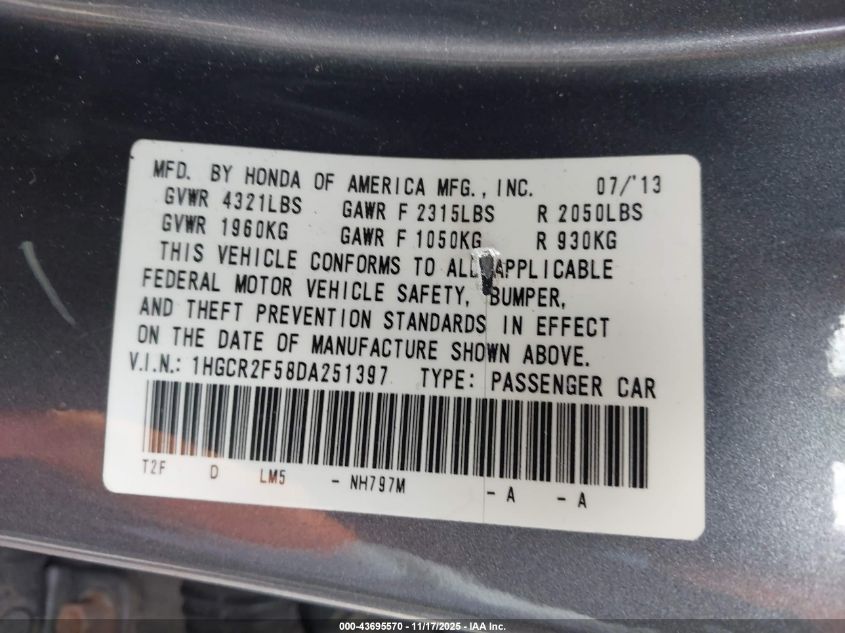 MFD. BY HONDA OF AMERICA MFG., INC. 07/'13
GVWR 4321LBS GAWR F 2315LBS R 2050LBS
GVWR 1960KG GAWR F 1050KG R 930KG
THIS VEHICLE CONFORMS TO ALL APPLICABLE
FEDERAL MOTOR VEHICLE SAFETY, BUMPER,
AND THEFT PREVENTION STANDARDS IN EFFECT
ON THE DATE OF MANUFACTURE SHOWN ABOVE.
V.I.N.: 1HGCR2F58DA251397 TYPE: PASSENGER CAR
T2F D LM5 - NH797M - A - A
000-43695570 - 11/17/2025 - IAA Inc.